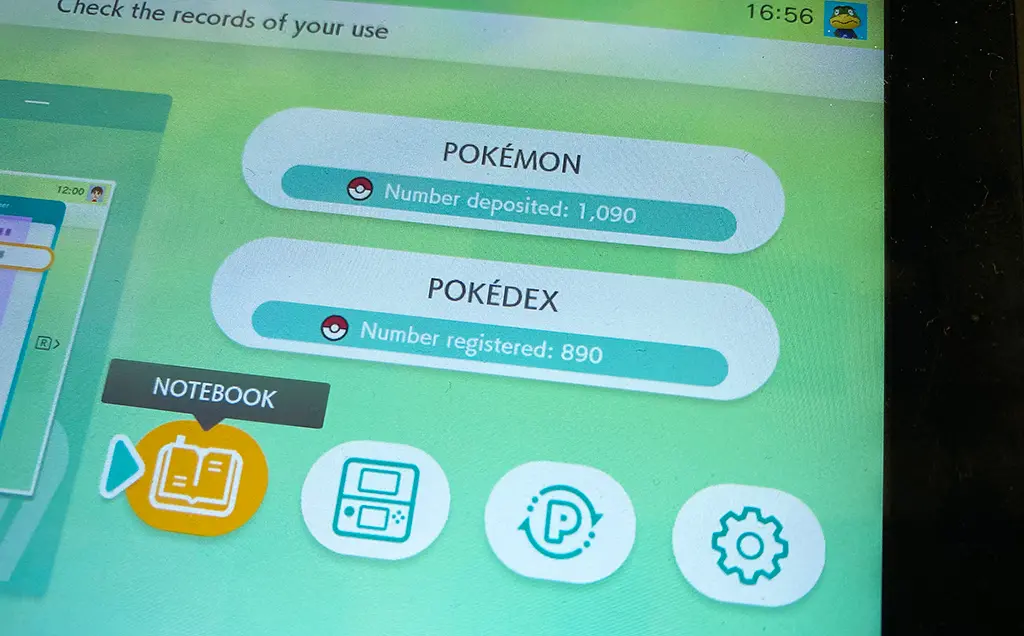 Check the records of your use
16:56
POKÉMON
Number deposited: 1,090
12:00
POKÉDEX
Number registered: 890
R
NOTEBOOK
P